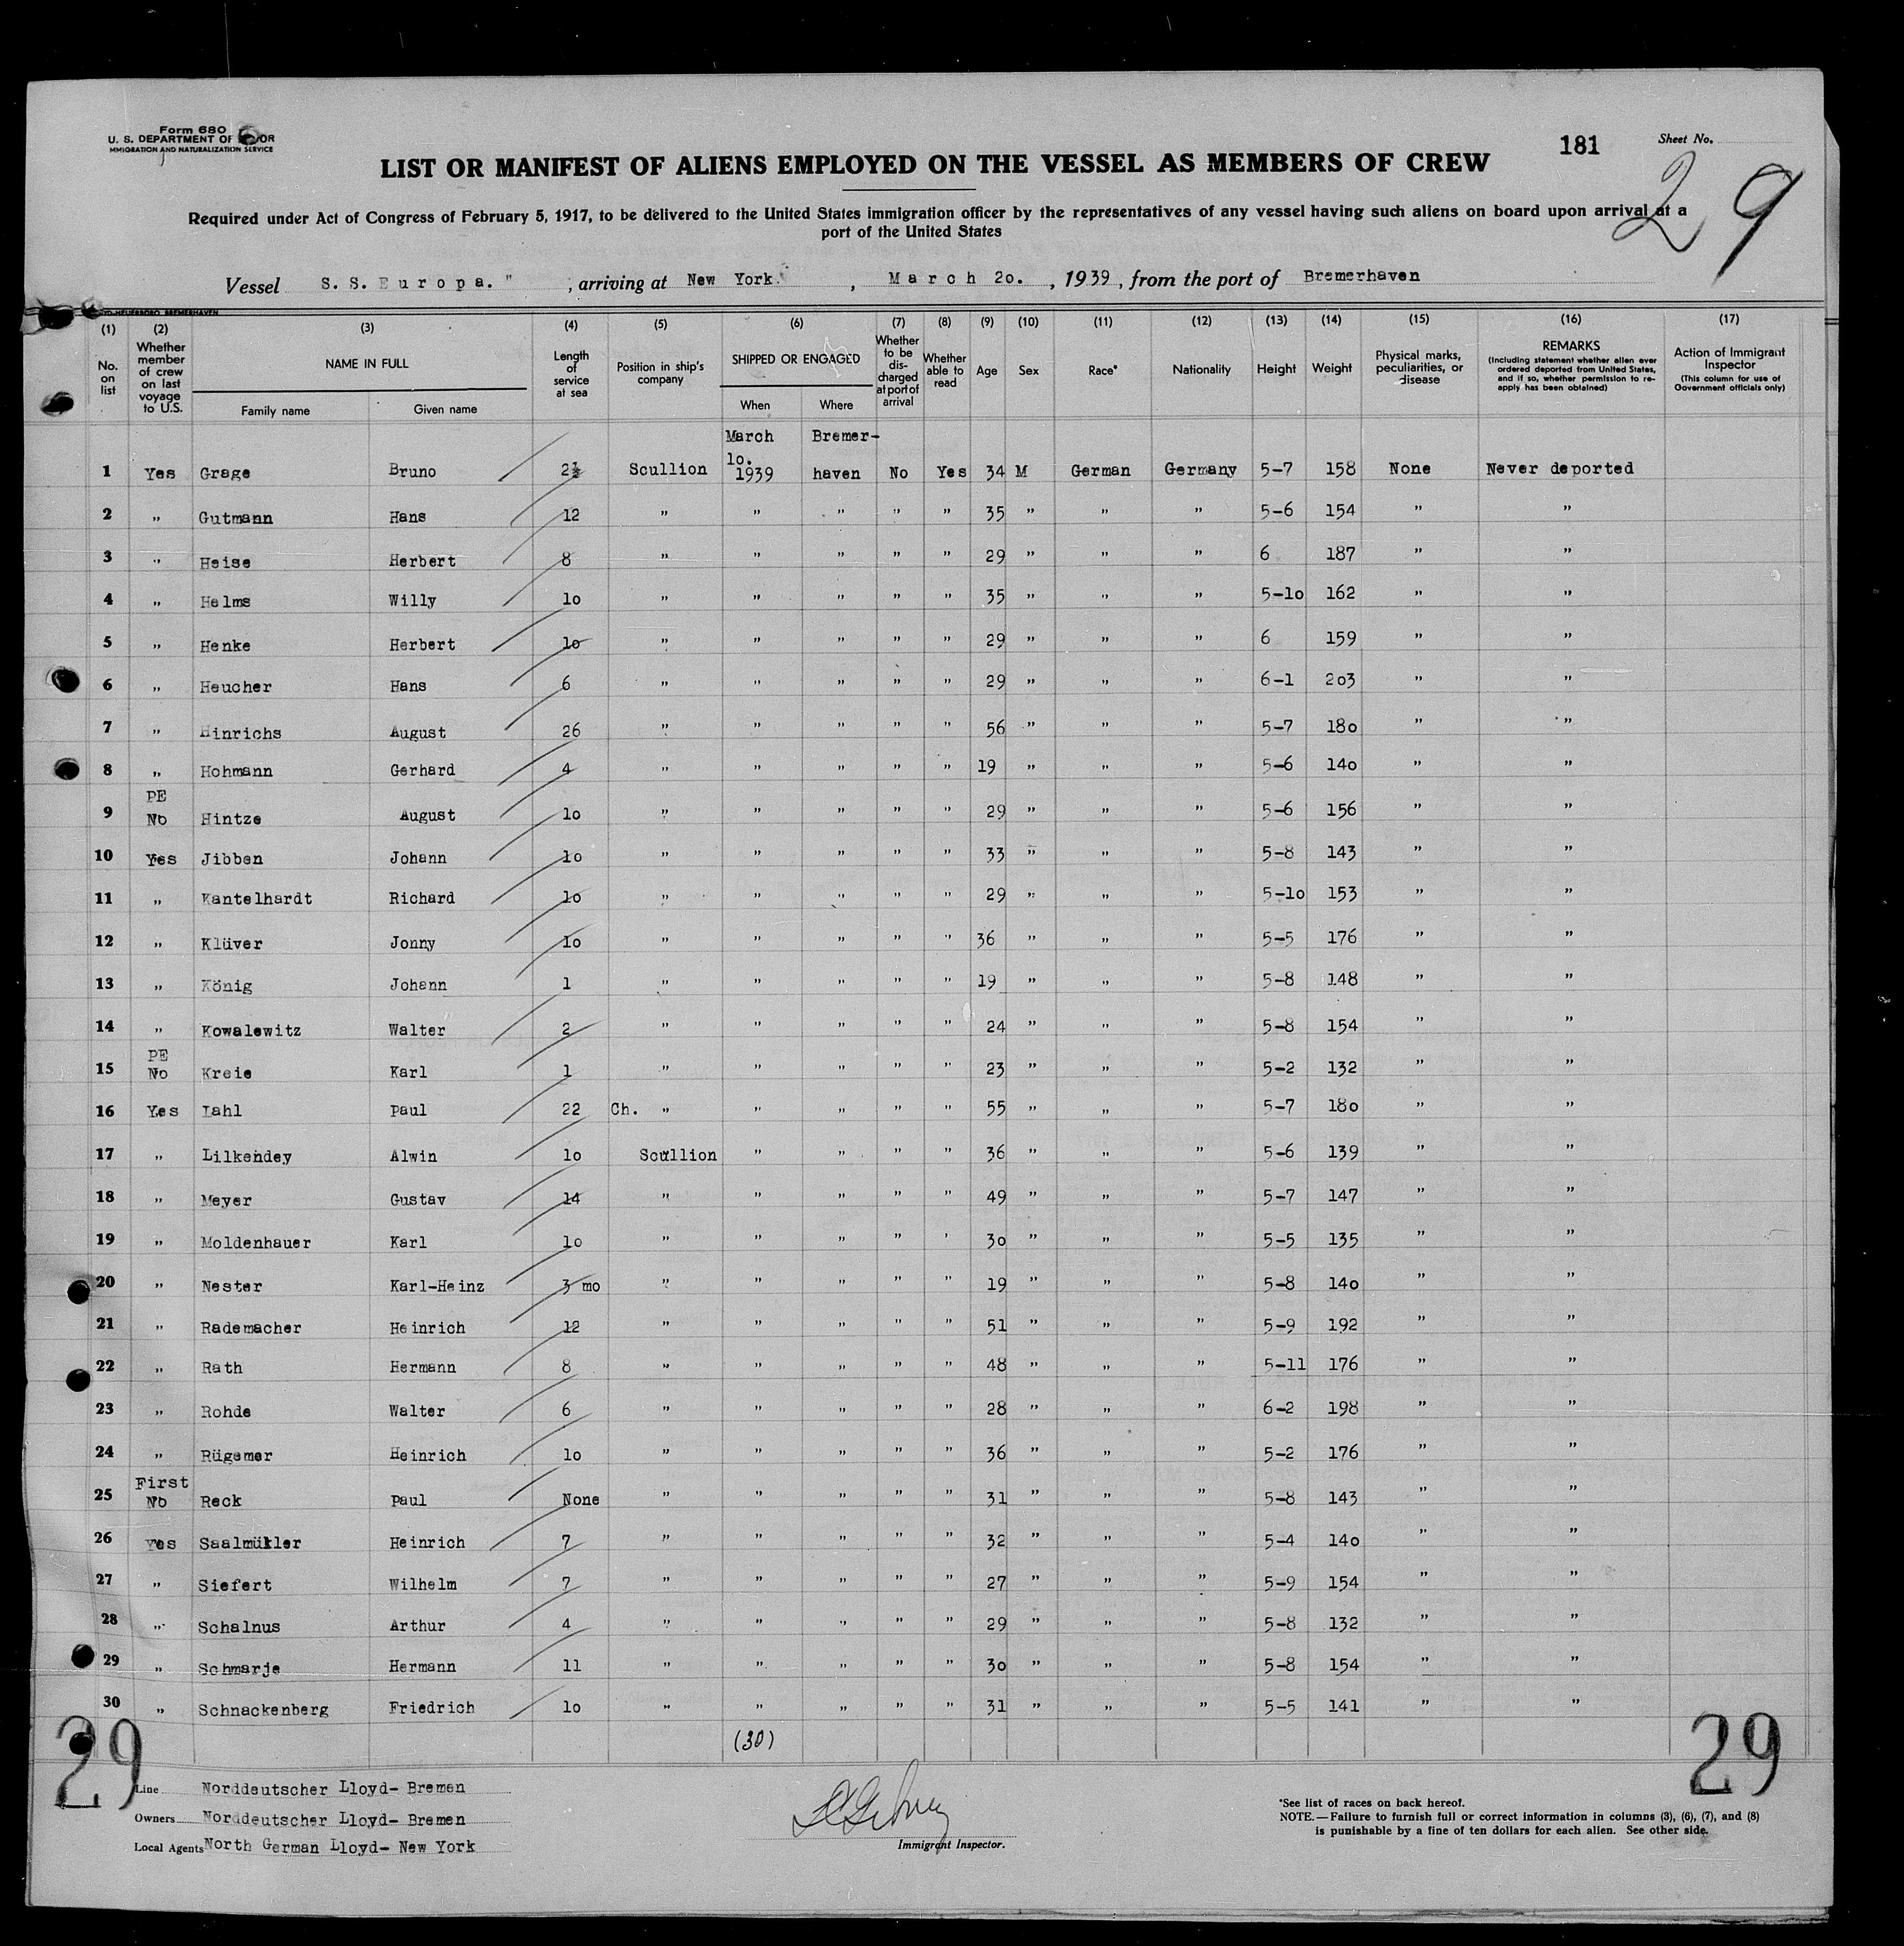 Form 680
U. S. DEPARTMENT OF OR
MMIGRATION AND NATURALIZATION SERVICE
181
Sheet No.
29
LIST OR MANIFEST OF ALIENS EMPLOYED ON THE VESSEL AS MEMBERS OF CREW
Required under Act of Congress of February 5, 1917, to be delivered to the United States immigration officer by the representatives of any vessel having such aliens on board upon arrival at a
port of the United States
Vessel S. S. Europa. " , arriving at New York. , March 2o. , 1939 , from the port of Bremerhaven
(1) (2) (3) (4) (5) (6) (7) (8) (9) (10) (11) (12) (13) (14) (15) (16) (17)
No. on list
Whether member of crew on last voyage to U.S.
NAME IN FULL
Family name Given name
Length of service at sea
Position in ship's company
SHIPPED OR ENGAGED
When Where
Whether to be dis-charged at port of arrival
Whether able to read
Age
Sex
Race*
Nationality
Height
Weight
Physical marks, peculiarities, or disease
REMARKS
(Including statement whether alien ever ordered deported from United States, and if so, whether permission to re-apply has been obtained)
Action of Immigrant Inspector
(This column for use of Government officials only)
March Bremer-
1o.
1 Yes Grage Bruno 2½ Scullion 1939 haven No Yes 34 M German Germany 5-7 158 None Never deported
2 " Gutmann Hans 12 " " " " " 35 " " " 5-6 154 " "
3 " Heise Herbert 8 " " " " " 29 " " " 6 187 " "
4 " Helms Willy 1o " " " " " 35 " " " 5-1o 162 " "
5 " Henke Herbert 1o " " " " " 29 " " " 6 159 " "
6 " Heucher Hans 6 " " " " " 29 " " " 6-1 2o3 " "
7 " Hinrichs August 26 " " " " " 56 " " " 5-7 18o " "
8 " Hohmann Gerhard 4 " " " " " 19 " " " 5-6 14o " "
PE
9 No Hintze August 1o " " " " " 29 " " " 5-6 156 " "
10 Yes Jibben Johann 1o " " " " " 33 " " " 5-8 143 " "
11 " Kantelhardt Richard 1o " " " " " 29 " " " 5-1o 153 " "
12 " Klüver Jonny 1o " " " " " 36 " " " 5-5 176 " "
13 " König Johann 1 " " " " " 19 " " " 5-8 148 " "
14 " Kowalewitz Walter 2 " " " " " 24 " " " 5-8 154 " "
PE
15 No Kreie Karl 1 " " " " " 23 " " " 5-2 132 " "
16 Yes Lahl Paul 22 Ch. " " " " " 55 " " " 5-7 18o " "
17 " Lilkendey Alwin 1o Scullion " " " " 36 " " " 5-6 139 " "
18 " Meyer Gustav 14 " " " " " 49 " " " 5-7 147 " "
19 " Moldenhauer Karl 1o " " " " " 3o " " " 5-5 135 " "
20 " Nester Karl-Heinz 3 mo " " " " " 19 " " " 5-8 14o " "
21 " Rademacher Heinrich 12 " " " " " 51 " " " 5-9 192 " "
22 " Rath Hermann 8 " " " " " 48 " " " 5-11 176 " "
23 " Rohde Walter 6 " " " " " 28 " " " 6-2 198 " "
24 " Rügemer Heinrich 1o " " " " " 36 " " " 5-2 176 " "
First
25 No Reck Paul None " " " " " 31 " " " 5-8 143 " "
26 yes Saalmüller Heinrich 7 " " " " " 32 " " " 5-4 14o " "
27 " Siefert Wilhelm 7 " " " " " 27 " " " 5-9 154 " "
28 " Schalnus Arthur 4 " " " " " 29 " " " 5-8 132 " "
29 " Schmarje Hermann 11 " " " " " 3o " " " 5-8 154 " "
30 " Schnackenberg Friedrich 1o " " " " " 31 " " " 5-5 141 " "
(30)
29
29
Line Norddeutscher Lloyd- Bremen
Owners Norddeutscher Lloyd- Bremen
Local Agents North German Lloyd- New York
Immigrant Inspector.
*See list of races on back hereof.
NOTE.—Failure to furnish full or correct information in columns (3), (6), (7), and (8)
is punishable by a fine of ten dollars for each alien. See other side.